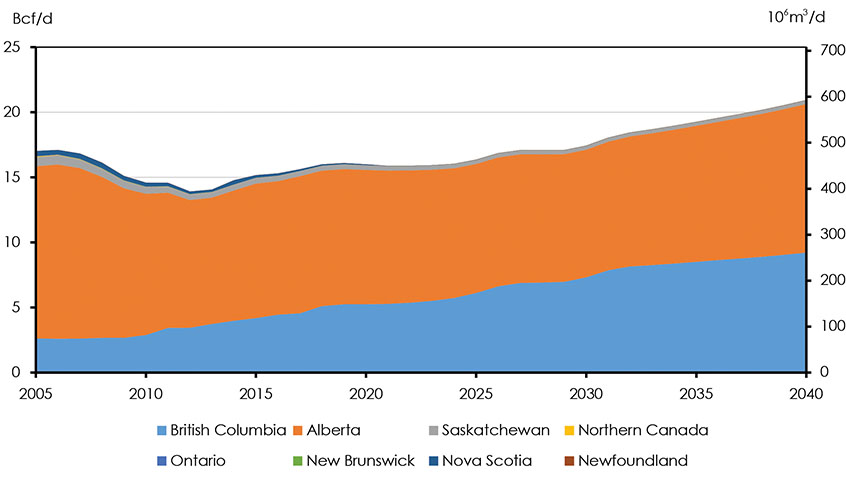 Bcf/d
10⁶m³/d
25
20
15
10
5
0
700
600
500
400
300
200
100
0
2005 2010 2015 2020 2025 2030 2035 2040
British Columbia Alberta Saskatchewan Northern Canada
Ontario New Brunswick Nova Scotia Newfoundland